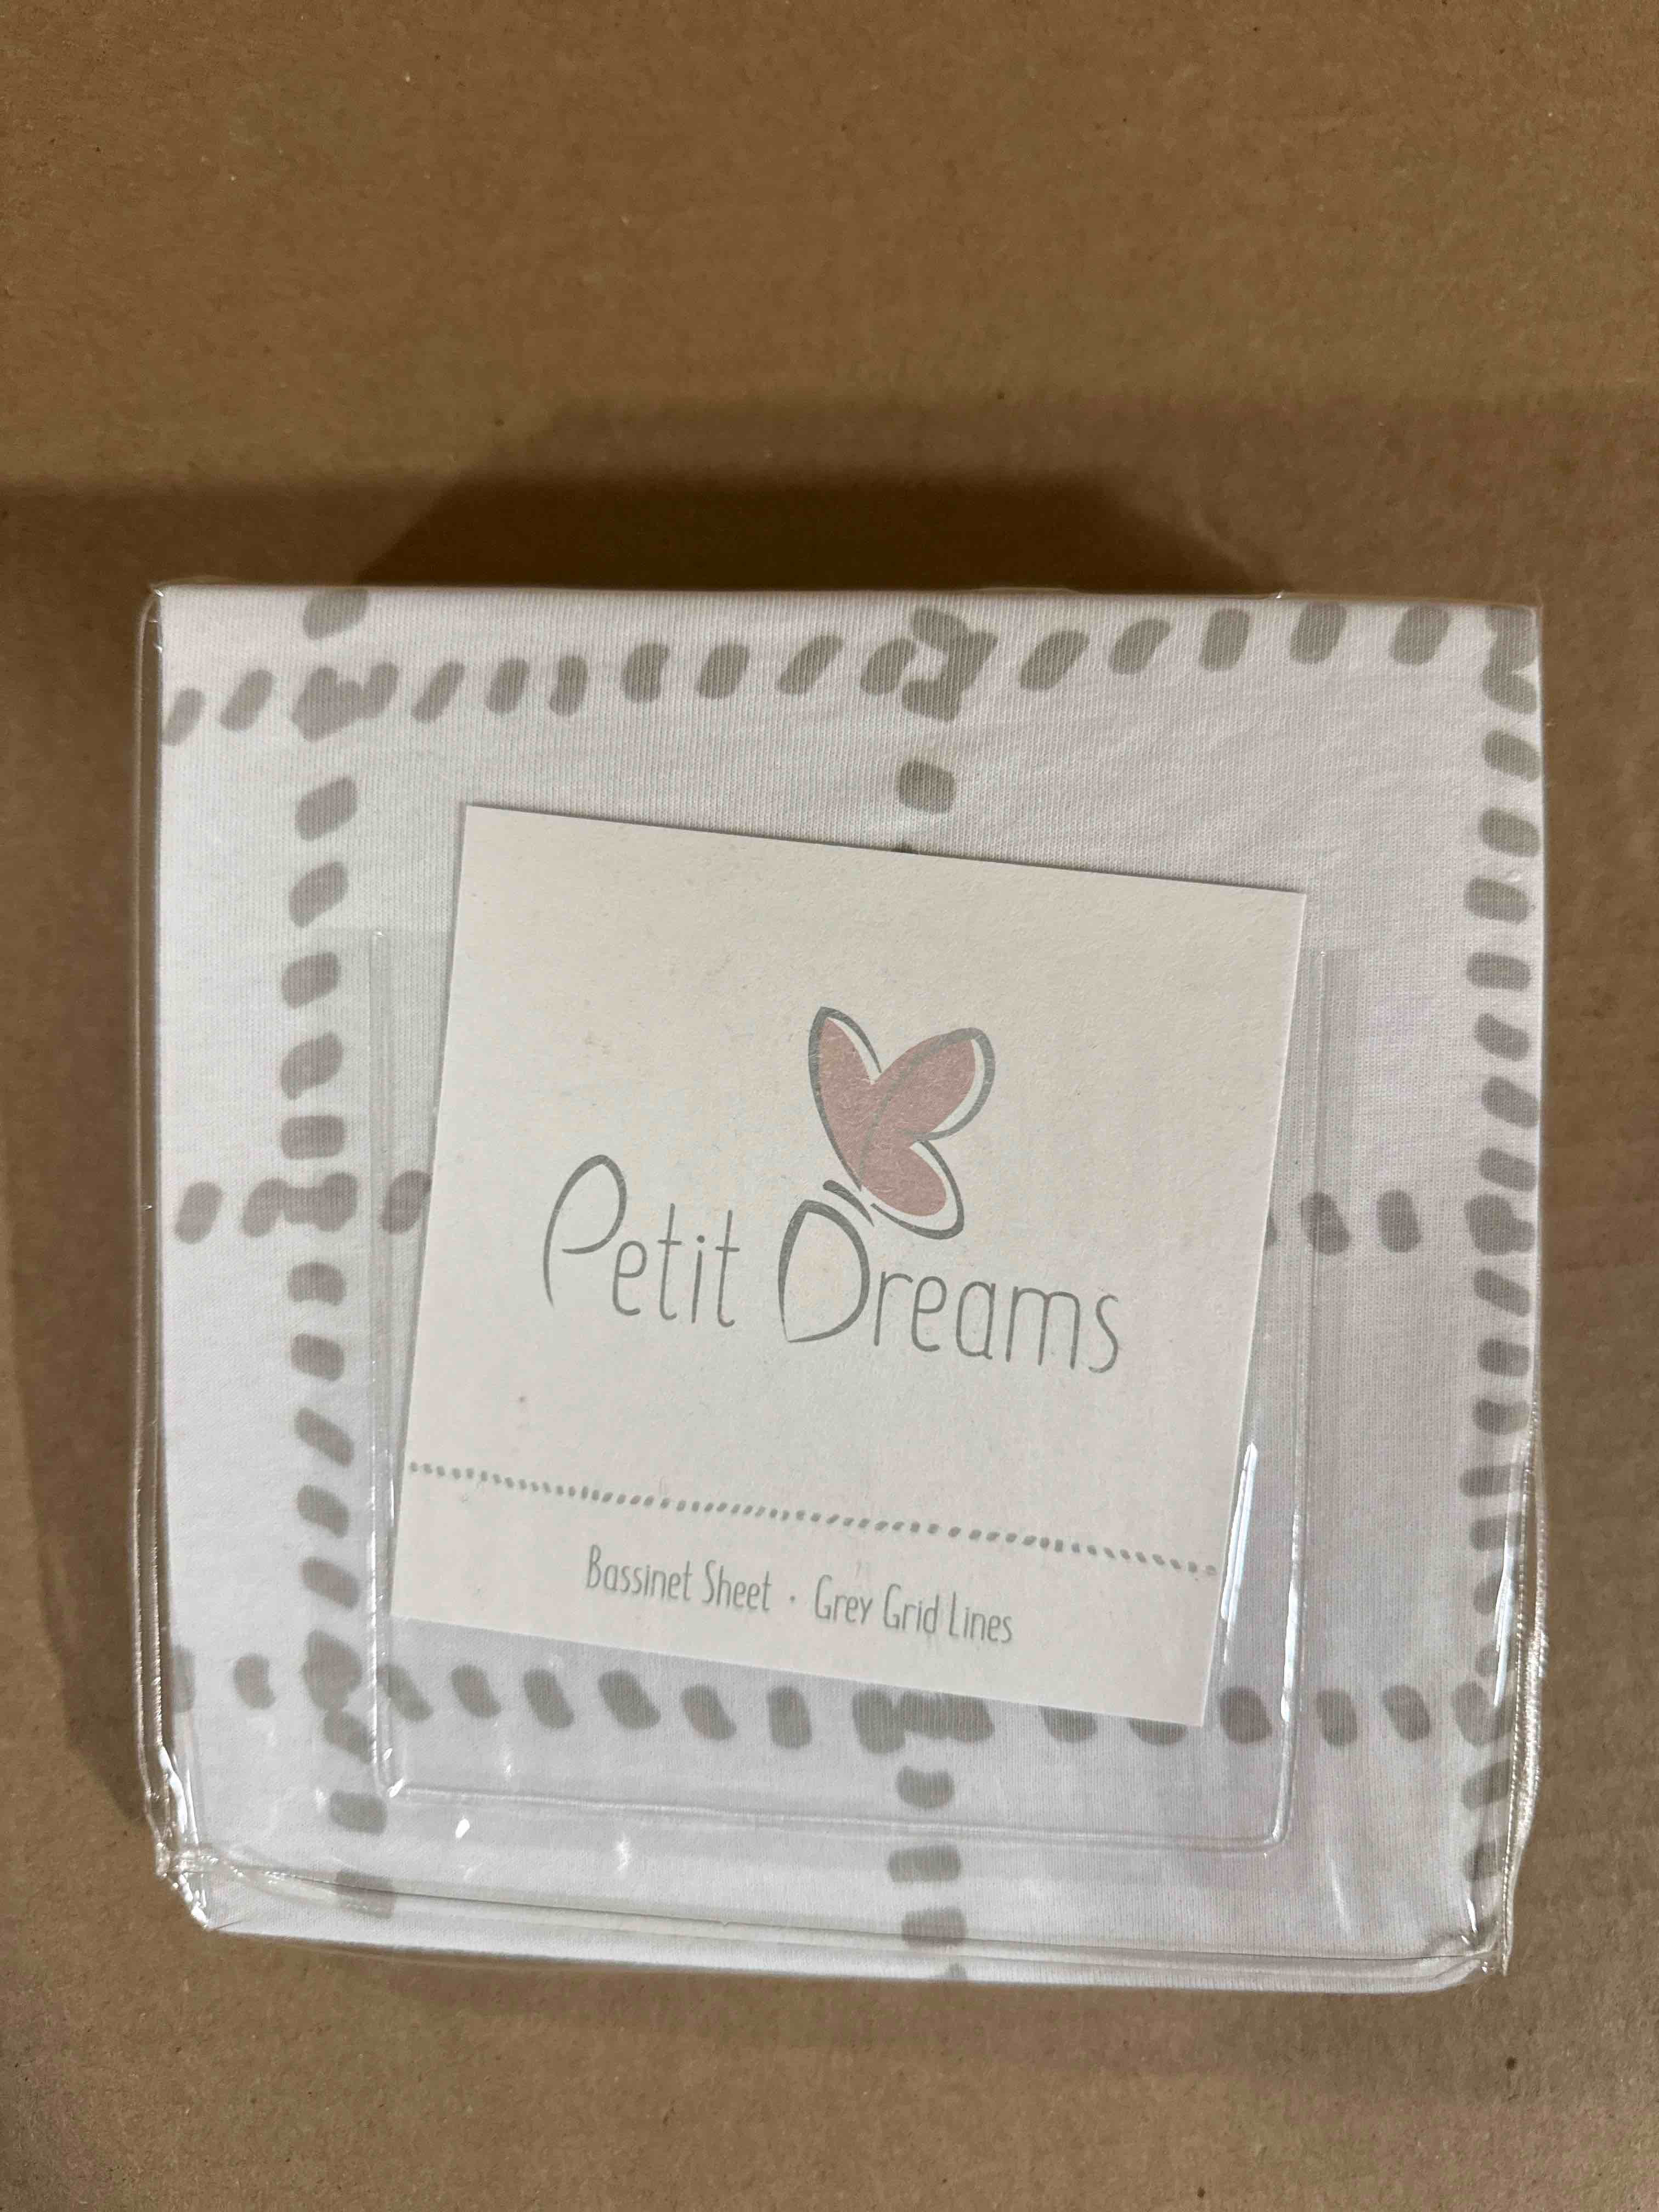 Petit Dreams
Bassinet Sheet · Grey Grid Lines